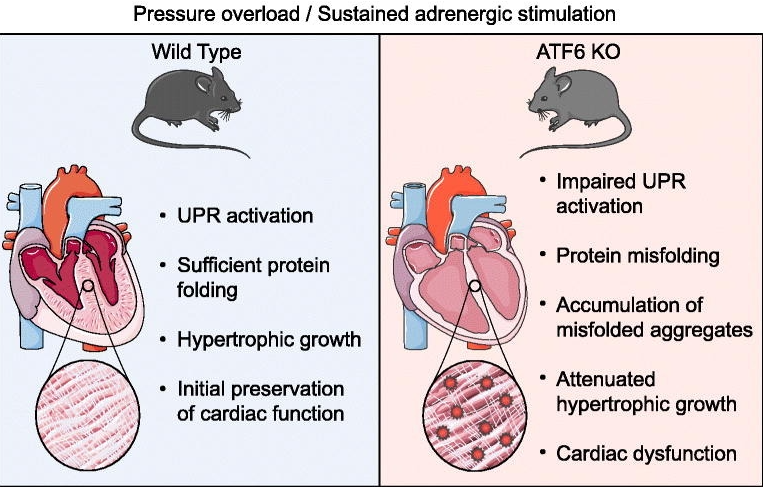 Pressure overload / Sustained adrenergic stimulation
Wild Type
• UPR activation
• Sufficient protein
folding
• Hypertrophic growth
• Initial preservation
of cardiac function
ATF6 KO
• Impaired UPR
activation
• Protein misfolding
• Accumulation of
misfolded aggregates
• Attenuated
hypertrophic growth
• Cardiac dysfunction